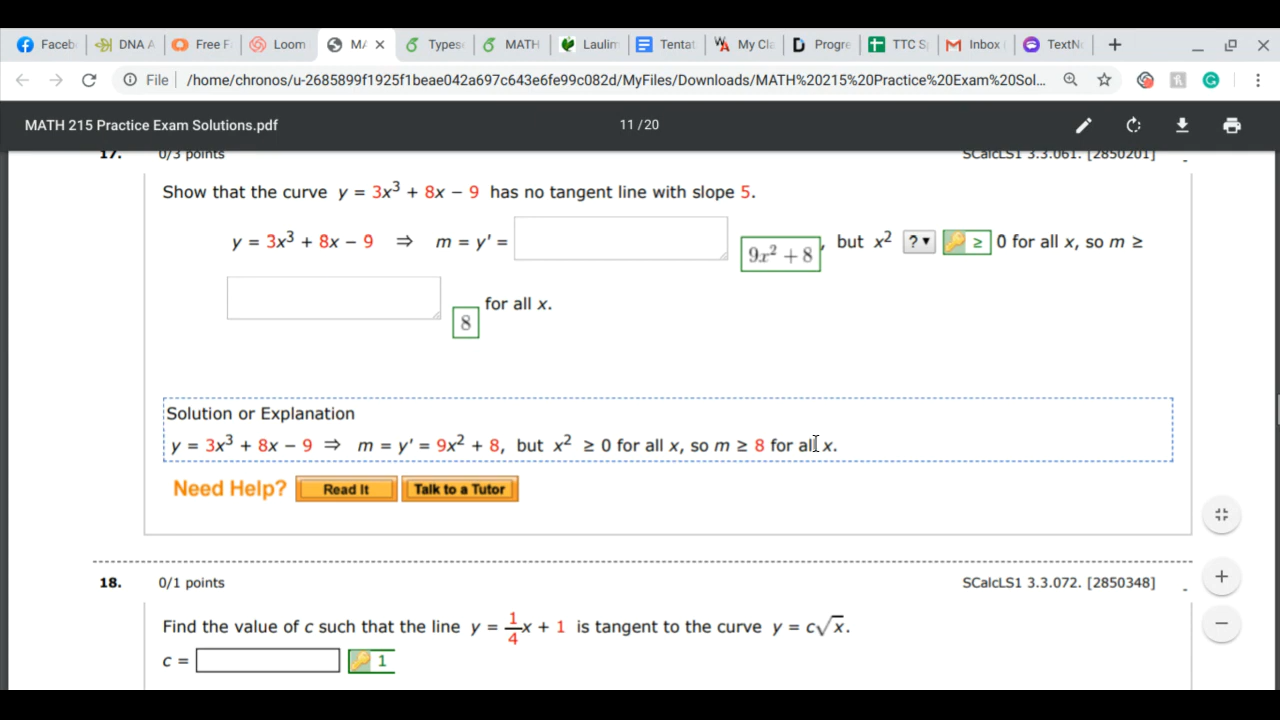 Faceb DNA A Free F Loom MA Typese MATH Laulim Tentat My Cla Progre TTC S Inbox ( TextN
File /home/chronos/u-2685899f1925f1beae042a697c643e6fe99c082d/MyFiles/Downloads/MATH%20215%20Practice%20Exam%20Sol...
MATH 215 Practice Exam Solutions.pdf 11 / 20
17. 0/3 points SCalcLS1 3.3.061. [2850201]
Show that the curve y = 3x³ + 8x − 9 has no tangent line with slope 5.
y = 3x³ + 8x − 9 ⇒ m = y' = 9x² + 8, but x² ? ≥ 0 for all x, so m ≥
8 for all x.
Solution or Explanation
y = 3x³ + 8x − 9 ⇒ m = y' = 9x² + 8, but x² ≥ 0 for all x, so m ≥ 8 for all x.
Need Help? Read It Talk to a Tutor
18. 0/1 points SCalcLS1 3.3.072. [2850348]
Find the value of c such that the line y = 1/4x + 1 is tangent to the curve y = c√x.
c = 1